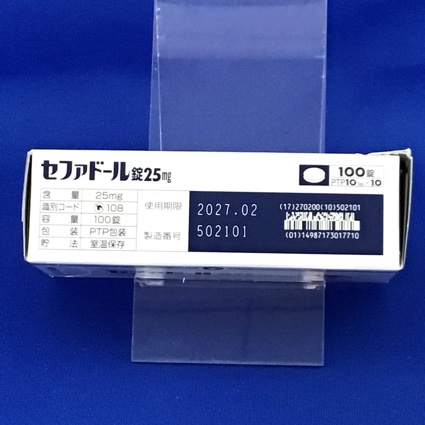 セファドール錠25mg
100錠
PTP10錠×10
含量 25mg
識別コード 108
容量 100錠
包装 PTP包装
貯法 室温保存
使用期限 2027.02
製造番号 502101
(17)270200(10)502101
(01)14987173017710